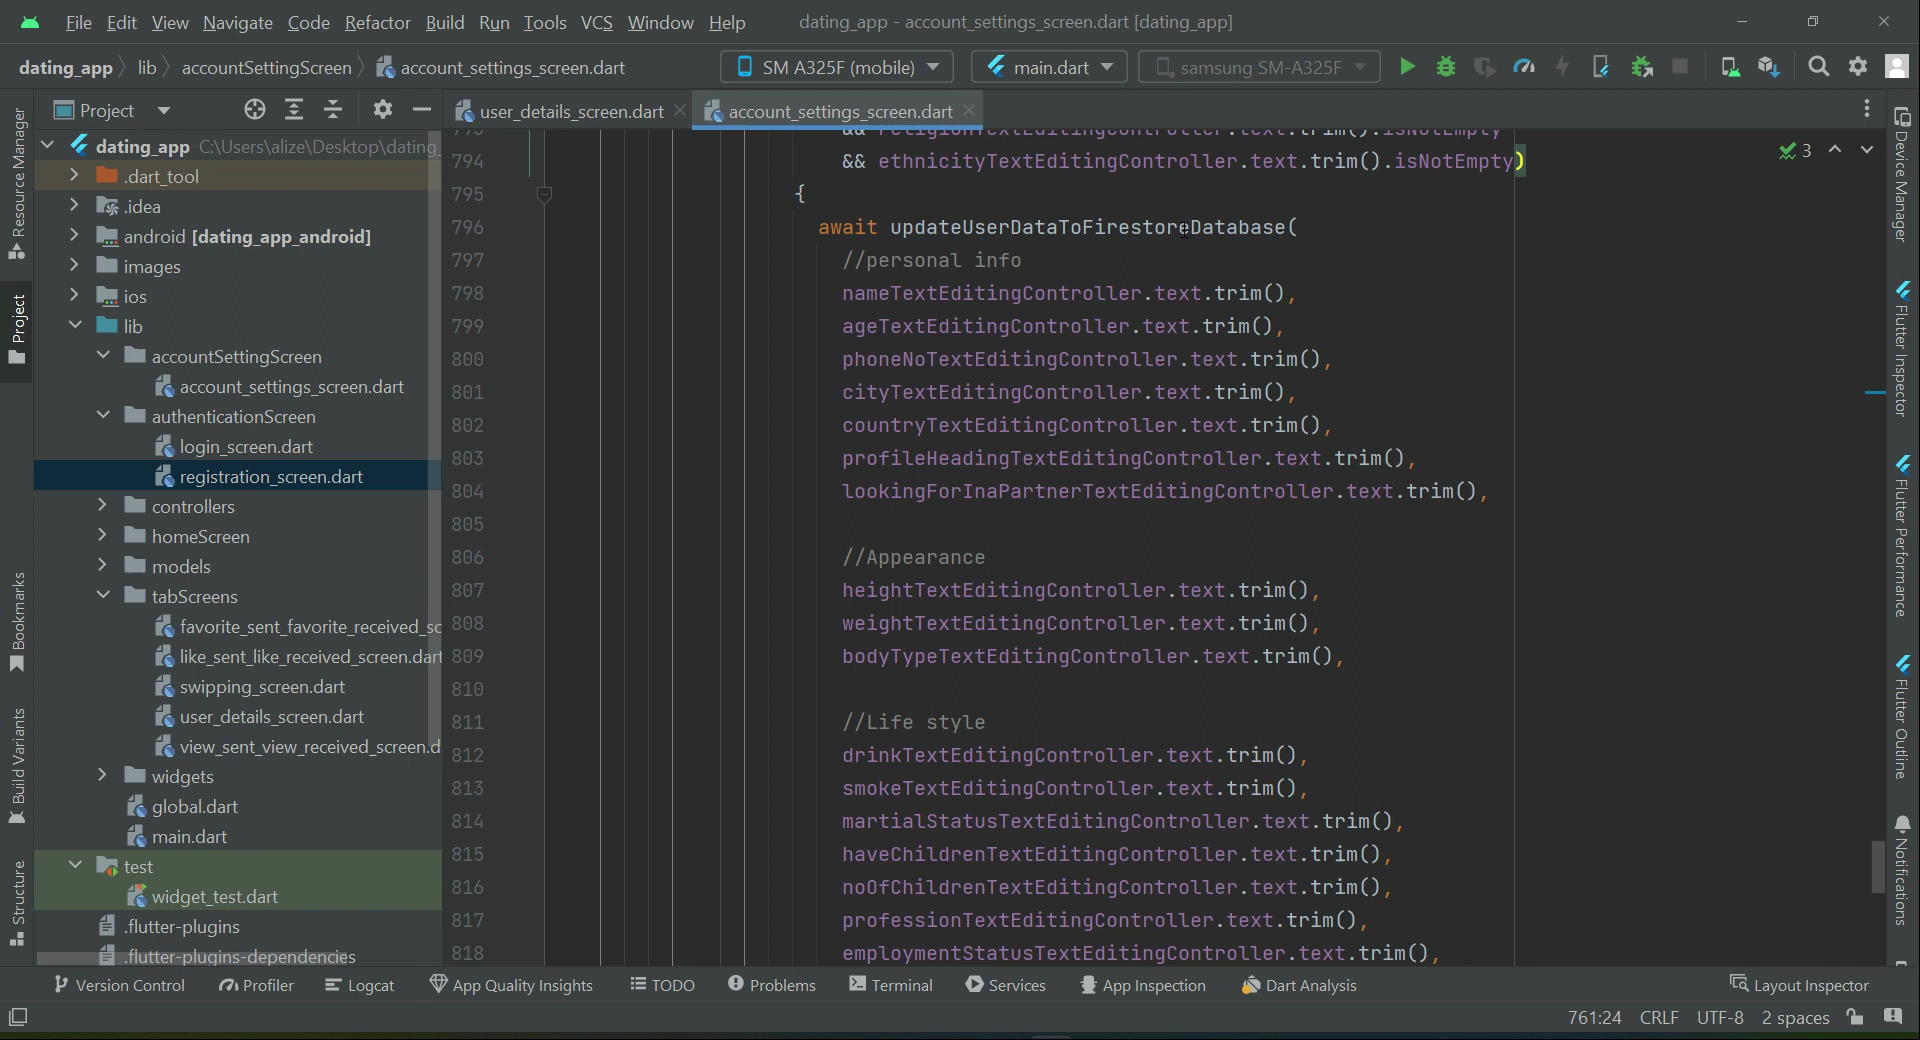 File Edit View Navigate Code Refactor Build Run Tools VCS Window Help dating_app - account_settings_screen.dart [dating_app]
dating_app lib accountSettingScreen account_settings_screen.dart SM A325F (mobile) main.dart samsung SM-A325F
Project
user_details_screen.dart
account_settings_screen.dart
Resource Manager
Project
Bookmarks
Build Variants
Structure
dating_app C:\Users\alize\Desktop\dating_
.dart_tool
.idea
android [dating_app_android]
images
ios
lib
accountSettingScreen
account_settings_screen.dart
authenticationScreen
login_screen.dart
registration_screen.dart
controllers
homeScreen
models
tabScreens
favorite_sent_favorite_received_sc
like_sent_like_received_screen.dart
swipping_screen.dart
user_details_screen.dart
view_sent_view_received_screen.d
widgets
global.dart
main.dart
test
widget_test.dart
.flutter-plugins
.flutter-plugins-dependencies
793 && religionTextEditingController.text.trim().isNotEmpty
794 && ethnicityTextEditingController.text.trim().isNotEmpty)
3
795 {
796 await updateUserDataToFirestoreDatabase(
797 //personal info
798 nameTextEditingController.text.trim(),
799 ageTextEditingController.text.trim(),
800 phoneNoTextEditingController.text.trim(),
801 cityTextEditingController.text.trim(),
802 countryTextEditingController.text.trim(),
803 profileHeadingTextEditingController.text.trim(),
804 lookingForInaPartnerTextEditingController.text.trim(),
805
806 //Appearance
807 heightTextEditingController.text.trim(),
808 weightTextEditingController.text.trim(),
809 bodyTypeTextEditingController.text.trim(),
810
811 //Life style
812 drinkTextEditingController.text.trim(),
813 smokeTextEditingController.text.trim(),
814 martialStatusTextEditingController.text.trim(),
815 haveChildrenTextEditingController.text.trim(),
816 noOfChildrenTextEditingController.text.trim(),
817 professionTextEditingController.text.trim(),
818 employmentStatusTextEditingController.text.trim(),
Device Manager
Flutter Inspector
Flutter Performance
Flutter Outline
Notifications
Version Control Profiler Logcat App Quality Insights TODO Problems Terminal Services App Inspection Dart Analysis Layout Inspector
761:24 CRLF UTF-8 2 spaces